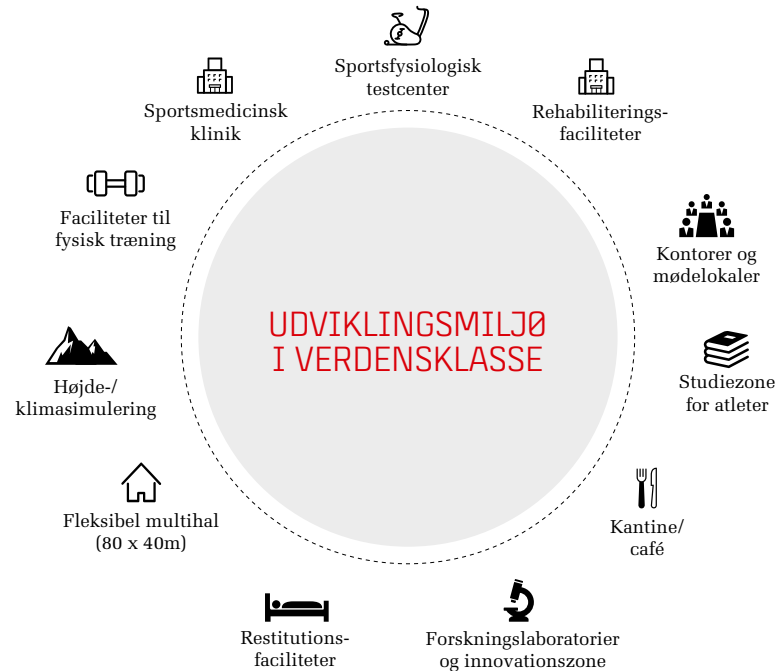 Sportsfysiologisk
testcenter
Rehabiliterings-
faciliteter
Kontorer og
mødelokaler
Studiezone
for atleter
Kantine/
café
Forskningslaboratorier
og innovationszone
Restitutions-
faciliteter
Fleksibel multihal
(80 x 40m)
Højde-/
klimasimulering
Faciliteter til
fysisk træning
Sportsmedicinsk
klinik
UDVIKLINGSMILJØ
I VERDENSKLASSE